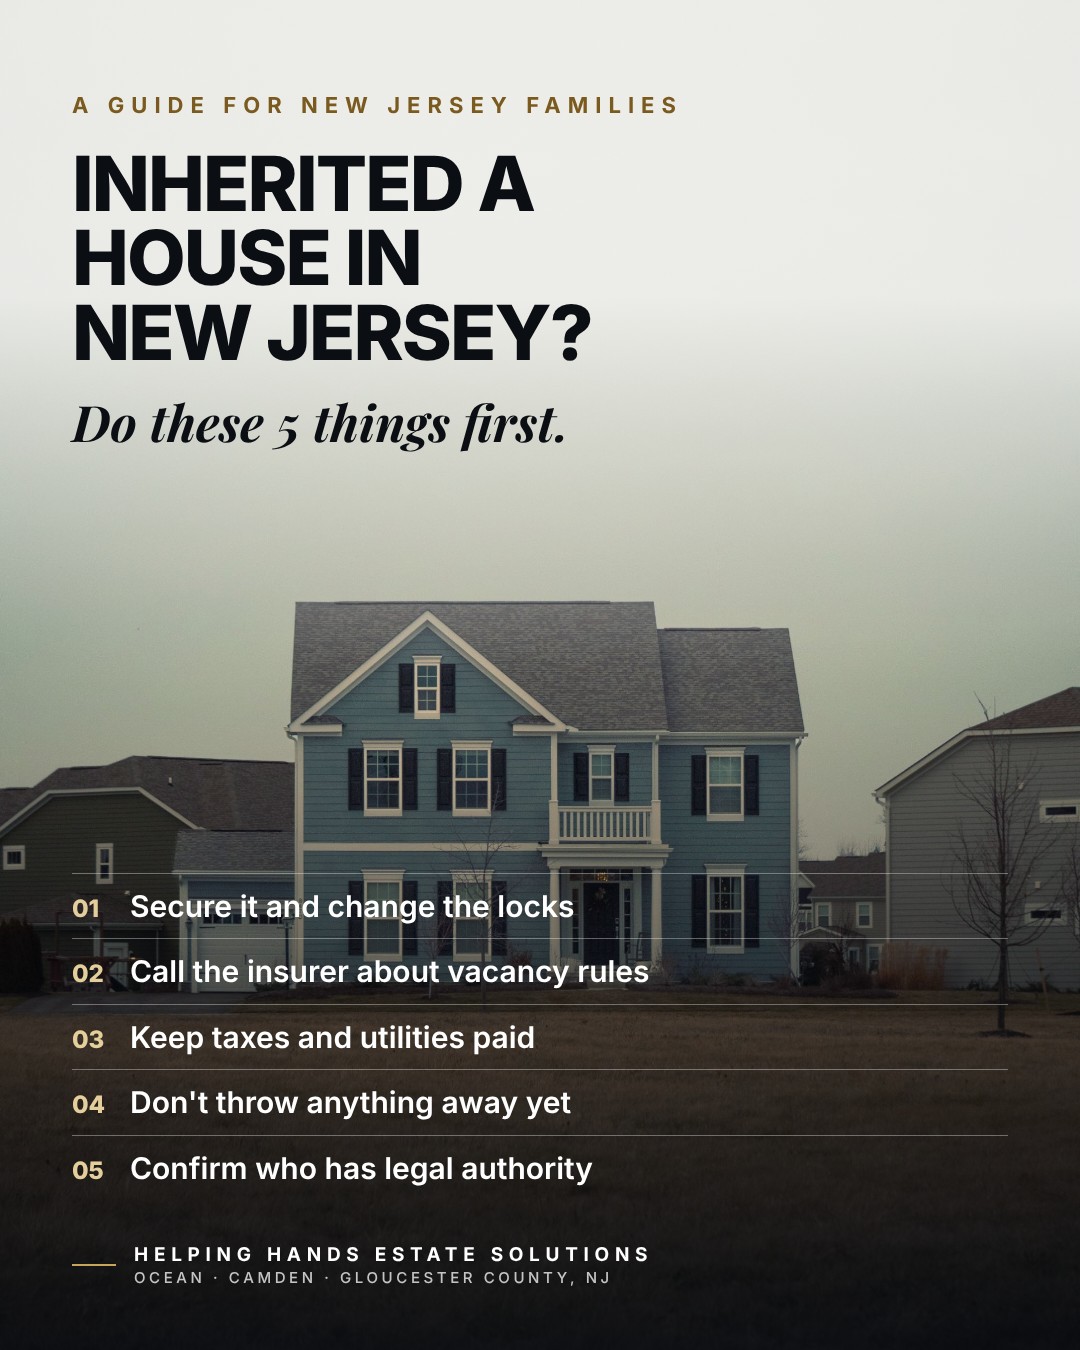 A GUIDE FOR NEW JERSEY FAMILIES
INHERITED A
HOUSE IN
NEW JERSEY?
Do these 5 things first.
01 Secure it and change the locks
02 Call the insurer about vacancy rules
03 Keep taxes and utilities paid
04 Don't throw anything away yet
05 Confirm who has legal authority
HELPING HANDS ESTATE SOLUTIONS
OCEAN · CAMDEN · GLOUCESTER COUNTY, NJ